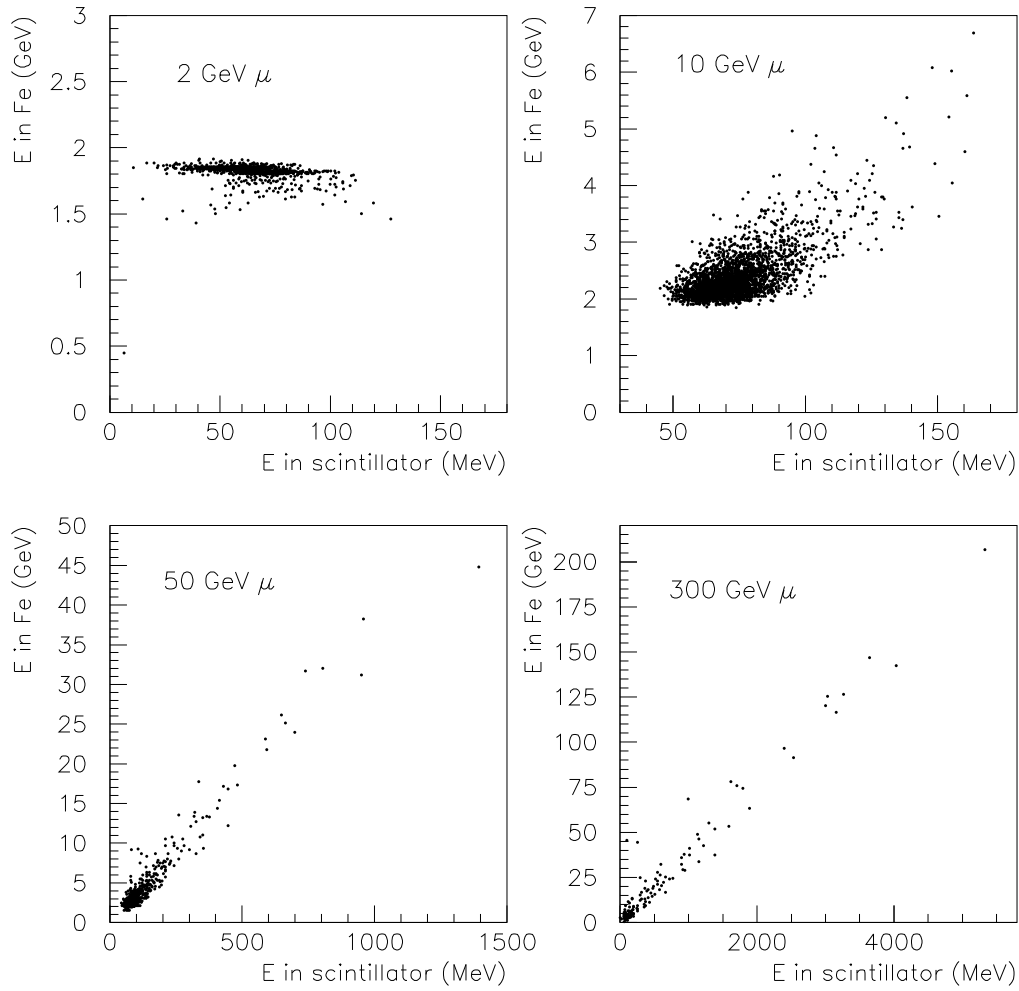 E in Fe (GeV)
3
2.5
2
1.5
1
0.5
0
2 GeV μ
0 50 100 150
E in scintillator (MeV)
E in Fe (GeV)
7
6
5
4
3
2
1
0
10 GeV μ
50 100 150
E in scintillator (MeV)
E in Fe (GeV)
50
45
40
35
30
25
20
15
10
5
0
50 GeV μ
0 500 1000 1500
E in scintillator (MeV)
E in Fe (GeV)
200
175
150
125
100
75
50
25
0
300 GeV μ
0 2000 4000
E in scintillator (MeV)